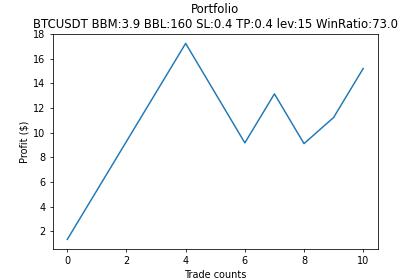 Portfolio
BTCUSDT BBM:3.9 BBL:160 SL:0.4 TP:0.4 lev:15 WinRatio:73.0
18
16
14
12
10
8
6
4
2
Profit ($)
0 2 4 6 8 10
Trade counts